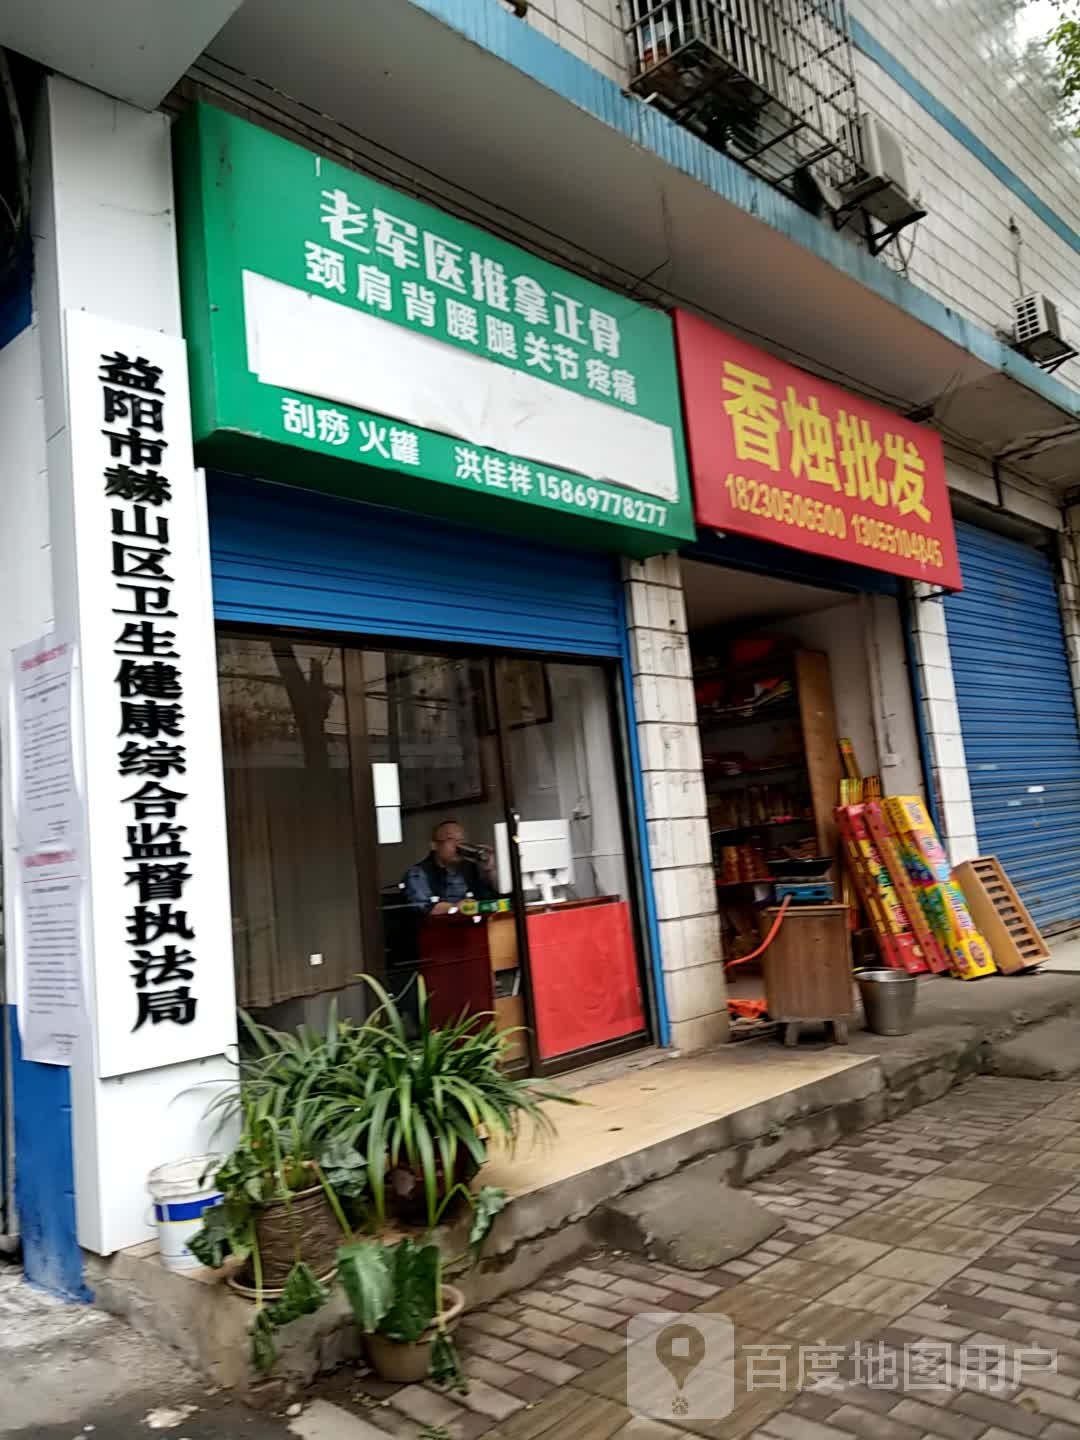 益阳市赫山区卫生健康综合监督执法局
老军医推拿正骨
颈肩背腰腿关节疼痛
刮痧 火罐 洪佳祥 15869778277
香烛批发
18230506500 13055104845
百度地图用户